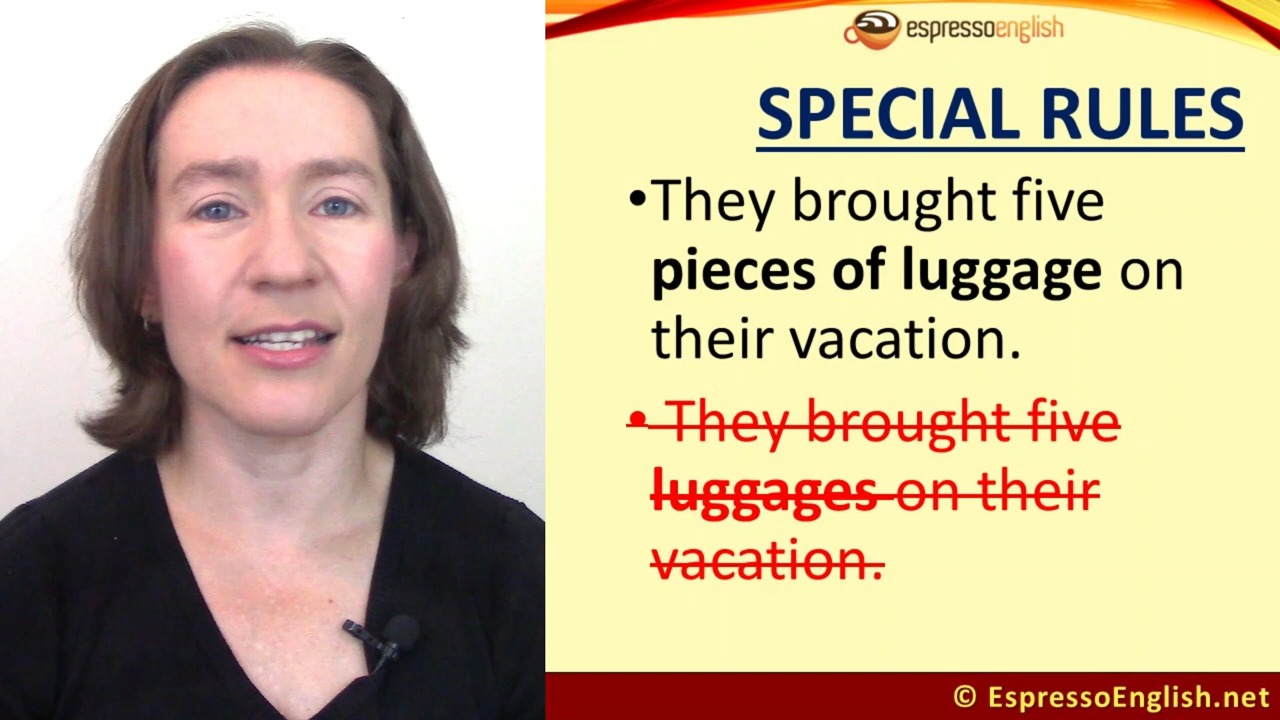 espressoenglish
SPECIAL RULES
•They brought five
pieces of luggage on
their vacation.
• They brought five
luggages on their
vacation.
© EspressoEnglish.net